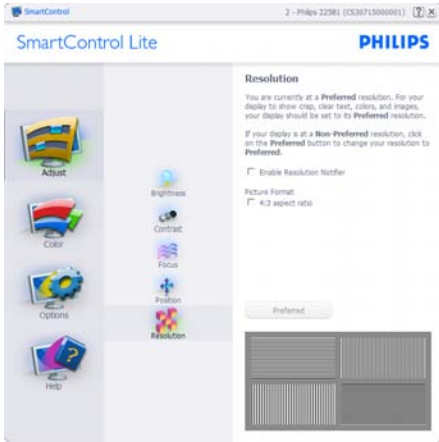 SmartControl
2 - Philips 225B1 (CS30715000001)
SmartControl Lite
PHILIPS
Adjust
Color
Options
Help
Brightness
Contrast
Focus
Position
Resolution
Resolution
You are currently at a Preferred resolution. For your
display to show crisp, clear text, colors, and images,
your display should be set to its Preferred resolution.
If your display is at a Non-Preferred resolution, click
on the Preferred button to change your resolution to
Preferred.
Enable Resolution Notifier
Picture Format
4:3 aspect ratio
Preferred